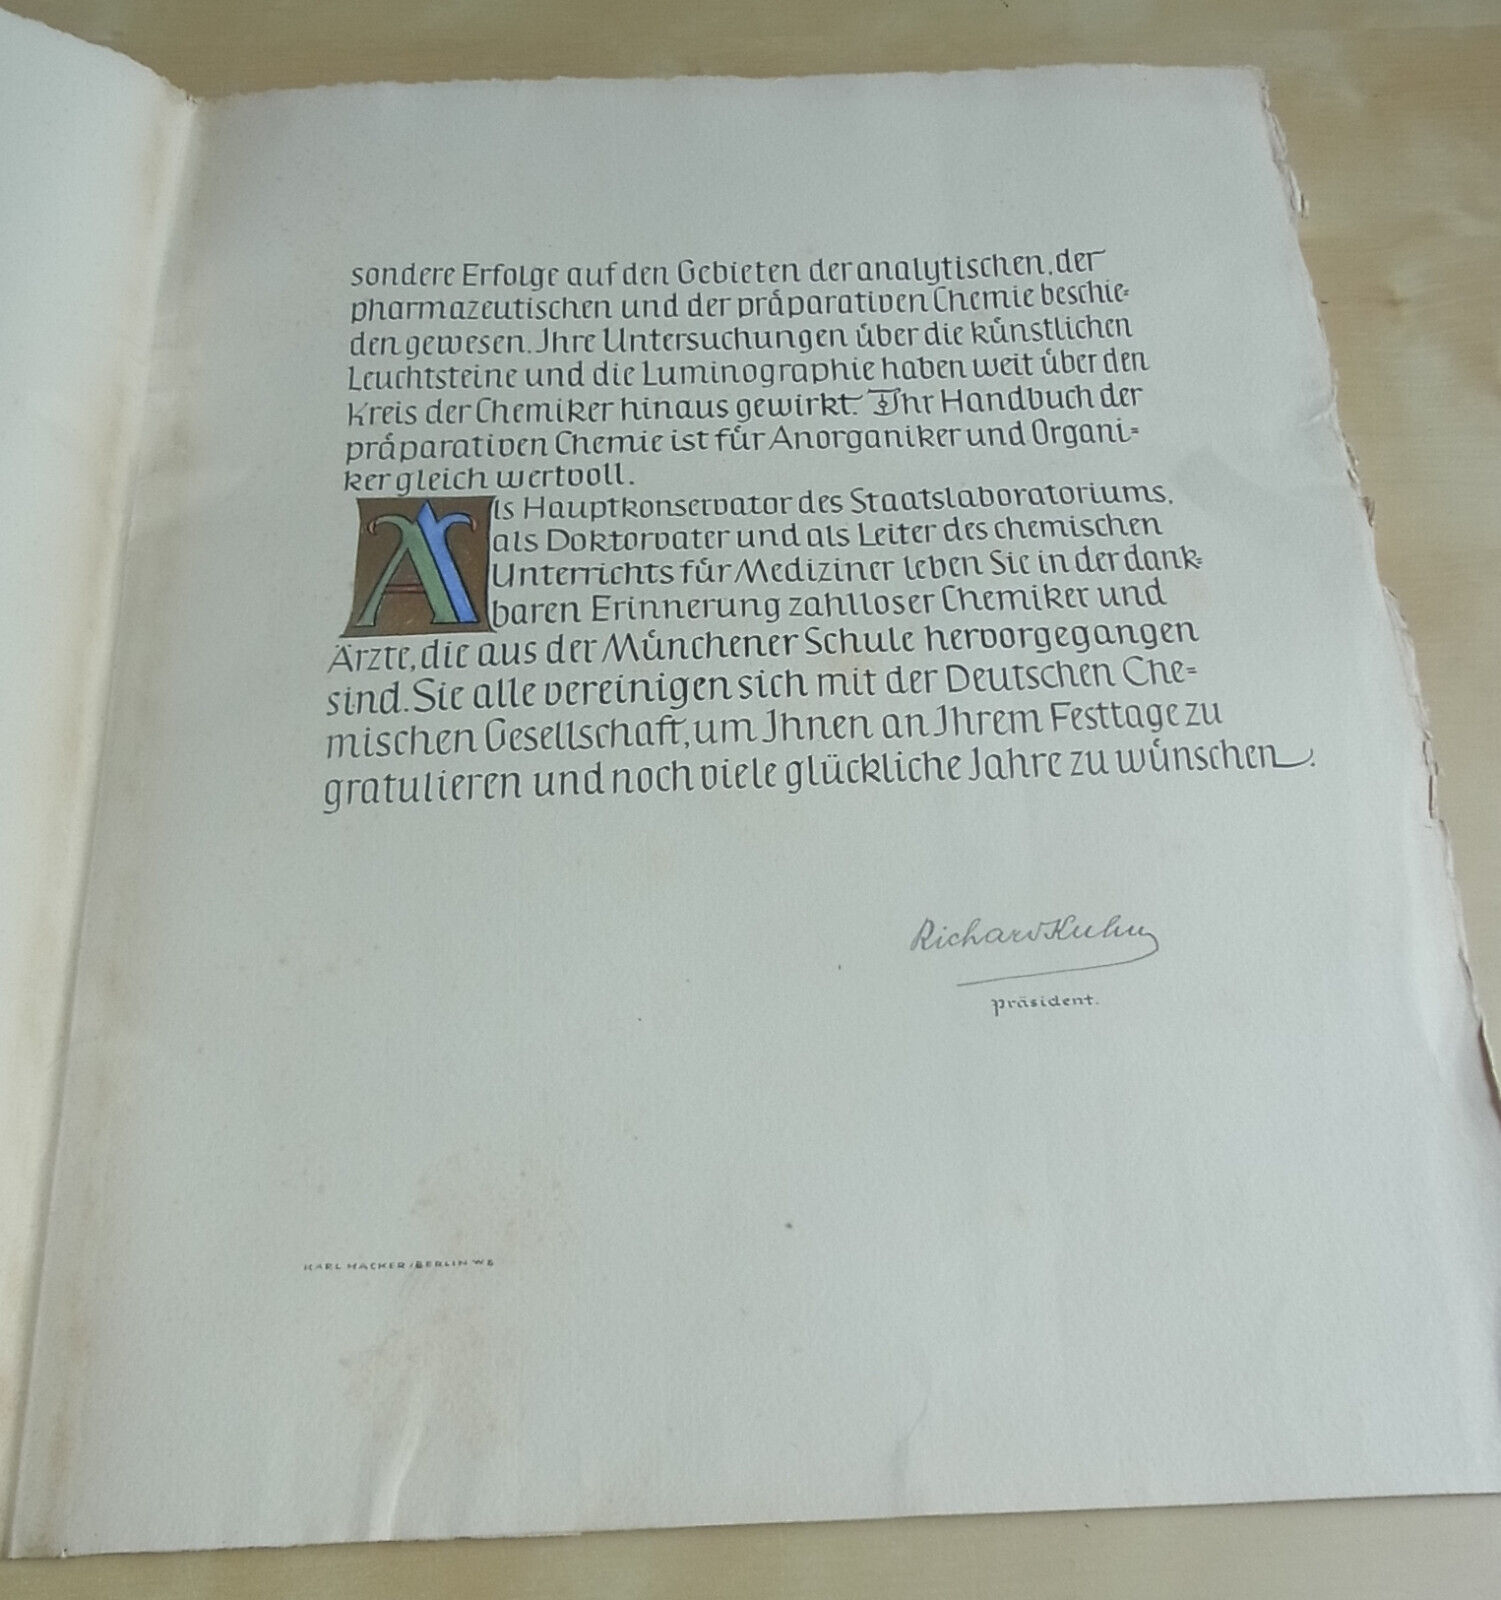 sondere Erfolge auf den Gebieten der analytischen, der
pharmazeutischen und der präparativen Chemie beschie=
den gewesen. Ihre Untersuchungen über die künstlichen
Leuchtsteine und die Luminographie haben weit über den
Kreis der Chemiker hinaus gewirkt. Ihr Handbuch der
präparativen Chemie ist für Anorganiker und Organi=
ker gleich wertvoll.
Als Hauptkonservator des Staatslaboratoriums,
als Doktorvater und als Leiter des chemischen
Unterrichts für Mediziner leben Sie in der dank=
baren Erinnerung zahlloser Chemiker und
Ärzte, die aus der Münchener Schule hervorgegangen
sind. Sie alle vereinigen sich mit der Deutschen Che=
mischen Gesellschaft, um Ihnen an Ihrem Festtage zu
gratulieren und noch viele glückliche Jahre zu wünschen.
Richard Kuhn
präsident.
KARL HACKER / BERLIN W8